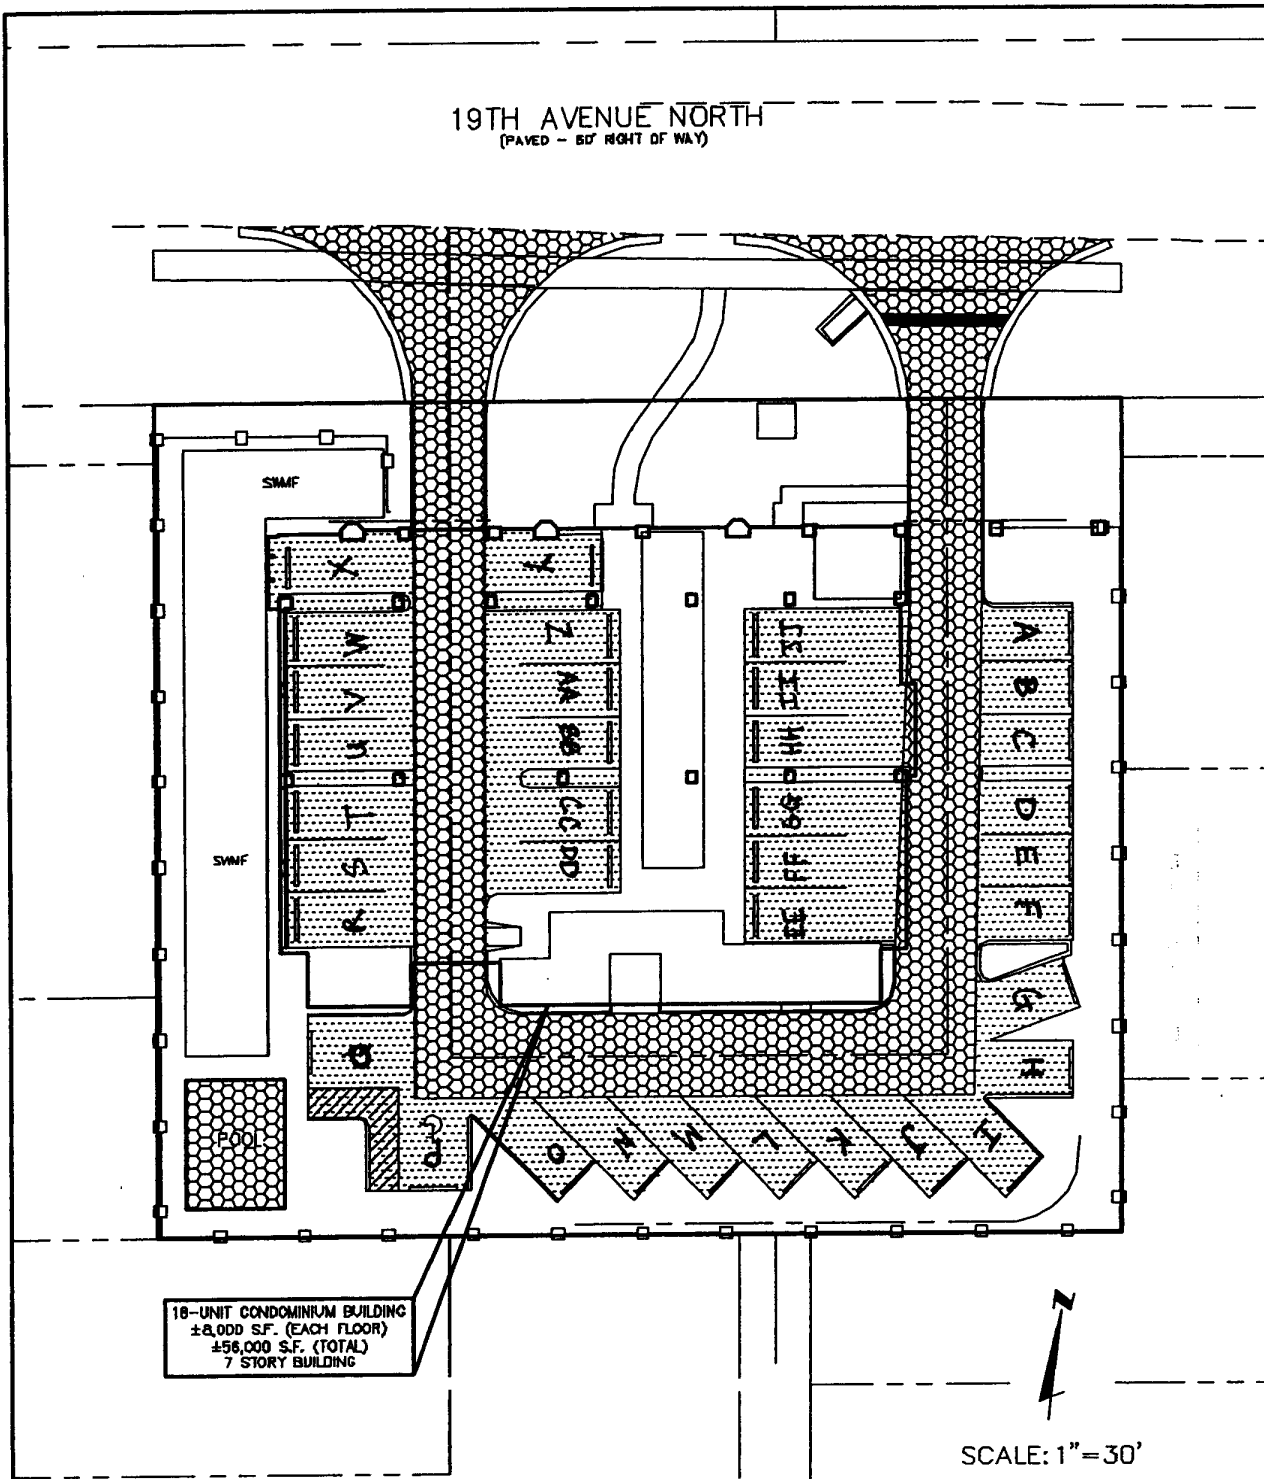 19TH AVENUE NORTH
(PAVED - 50' RIGHT OF WAY)
SWMF
X
Y
W
Z
JJ
A
V
AA
II
B
U
BB
HH
C
T
CC
GG
D
S
DD
FF
E
SWMF
R
EE
F
G
Q
H
POOL
P
O
N
M
L
K
J
I
18-UNIT CONDOMINIUM BUILDING
±8,000 S.F. (EACH FLOOR)
±56,000 S.F. (TOTAL)
7 STORY BUILDING
N
SCALE: 1"=30'